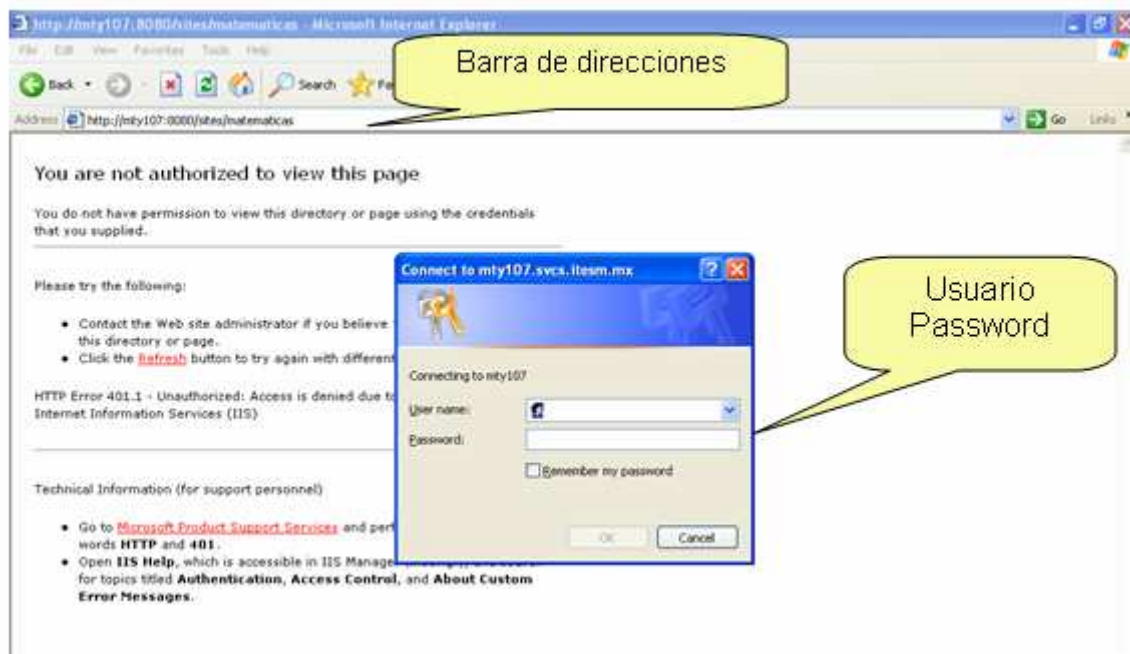 http://mty107:8080/sites/matematicas - Microsoft Internet Explorer
File Edit View Favorites Tools Help
Barra de direcciones
Back Search
Address http://mty107:8080/sites/matematicas Go Links
You are not authorized to view this page
You do not have permission to view this directory or page using the credentials
that you supplied.
Please try the following:
Contact the Web site administrator if you believe
this directory or page.
Click the Refresh button to try again with different
HTTP Error 401.1 - Unauthorized: Access is denied due to
Internet Information Services (IIS)
Technical Information (for support personnel)
Go to Microsoft Product Support Services and
words HTTP and 401.
Open IIS Help, which is accessible in IIS Manager
for topics titled Authentication, Access Control, and About Custom
Error Messages.
Connect to mty107.svcs.itesm.mx
Connecting to mty107
User name:
Password:
Remember my password
OK Cancel
Usuario
Password